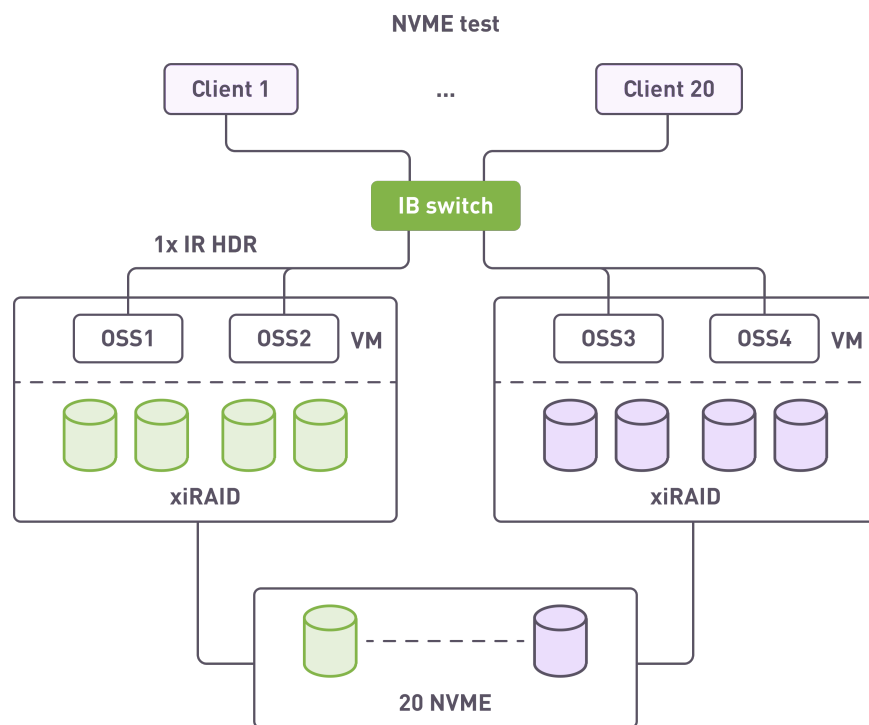 NVME test
Client 1
...
Client 20
IB switch
1x IR HDR
OSS1
OSS2
VM
OSS3
OSS4
VM
xiRAID
xiRAID
20 NVME